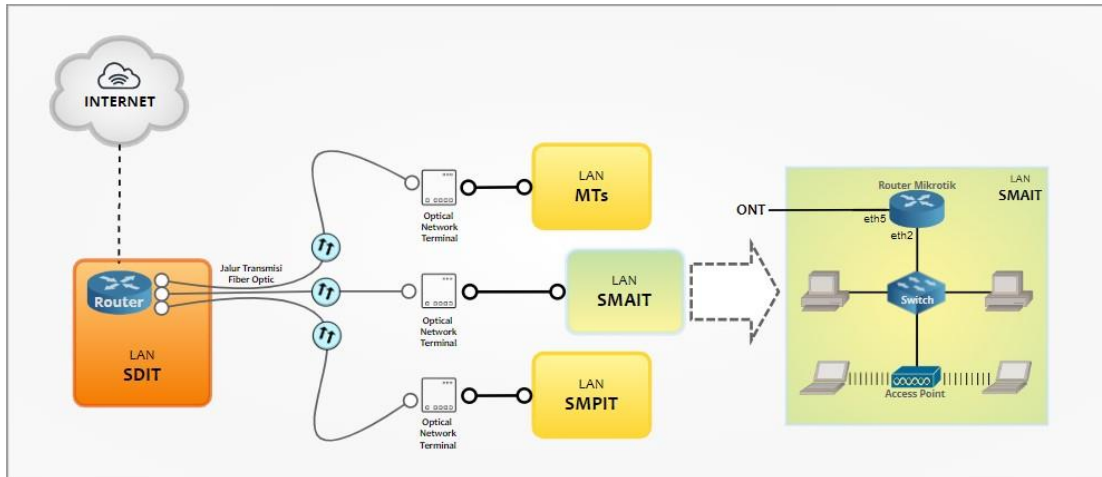 INTERNET
Jalur Transmisi
Fiber Optic
Router
LAN
SDIT
Optical
Network
Terminal
LAN
MTs
Optical
Network
Terminal
LAN
SMAIT
Optical
Network
Terminal
LAN
SMPIT
LAN
SMAIT
Router Mikrotik
ONT
eth5
eth2
Switch
Access Point